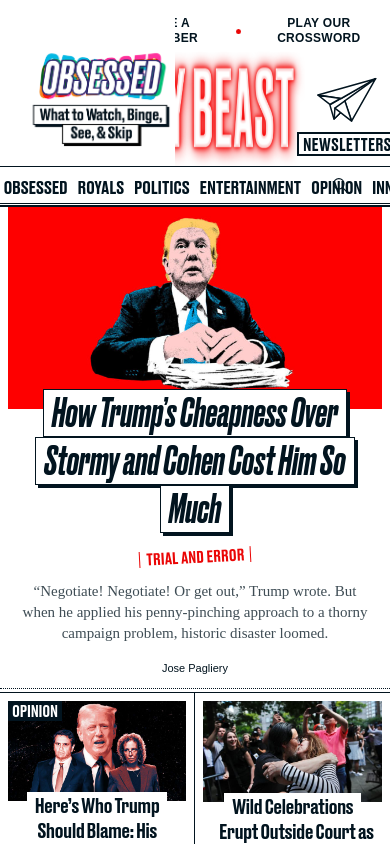 E A
BER
PLAY OUR
CROSSWORD
OBSESSED
What to Watch, Binge,
See, & Skip
Y BEAST
NEWSLETTERS
OBSESSED ROYALS POLITICS ENTERTAINMENT OPINION INN
How Trump’s Cheapness Over
Stormy and Cohen Cost Him So
Much
TRIAL AND ERROR
“Negotiate! Negotiate! Or get out,” Trump wrote. But
when he applied his penny-pinching approach to a thorny
campaign problem, historic disaster loomed.
Jose Pagliery
OPINION
Here’s Who Trump
Should Blame: His
Wild Celebrations
Erupt Outside Court as